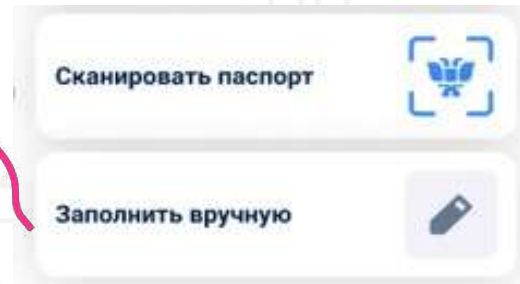 Сканировать паспорт
Заполнить вручную